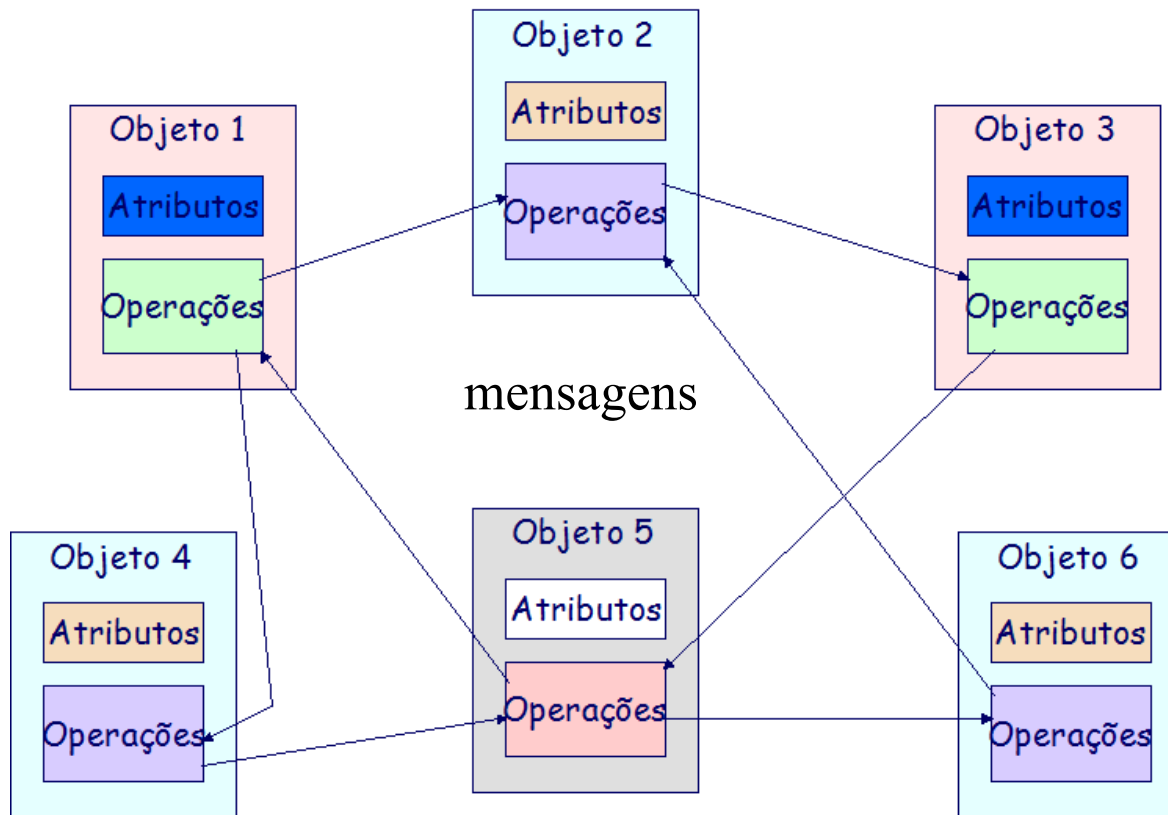 Objeto 1
Atributos
Operações
Objeto 2
Atributos
Operações
Objeto 3
Atributos
Operações
mensagens
Objeto 4
Atributos
Operações
Objeto 5
Atributos
Operações
Objeto 6
Atributos
Operações